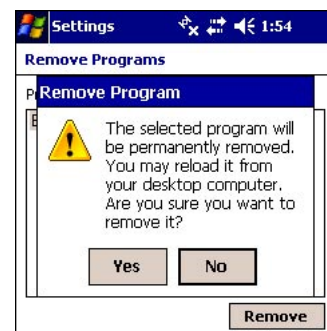 Settings 1:54
Remove Programs
Remove Program
The selected program will
be permanently removed.
You may reload it from
your desktop computer.
Are you sure you want to
remove it?
Yes No
Remove